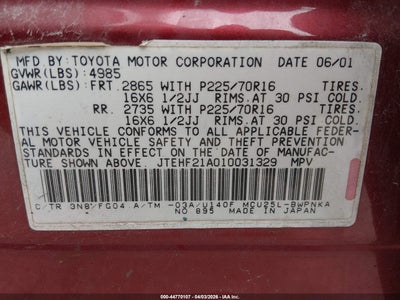 MFD.BY:TOYOTA MOTOR CORPORATION DATE 06/01
GVWR(LBS):4985
GAWR(LBS):FRT.2865 WITH P225/70R16 TIRES.
16X6 1/2JJ RIMS.AT 30 PSI COLD.
RR. 2735 WITH P225/70R16 TIRES.
16X6 1/2JJ RIMS.AT 30 PSI COLD.
THIS VEHICLE CONFORMS TO ALL APPLICABLE FEDER-
AL MOTOR VEHICLE SAFETY AND THEFT PREVENTION
STANDARDS IN EFFECT ON THE DATE OF MANUFAC-
TURE SHOWN ABOVE. JTEHF21A010031329 MPV
C/TR 3N8/FG04 A/TM -03A/U140F MCU25L-BWPNKA
NO 895 MADE IN JAPAN
000-44770107 - 04/03/2026 - IAAI